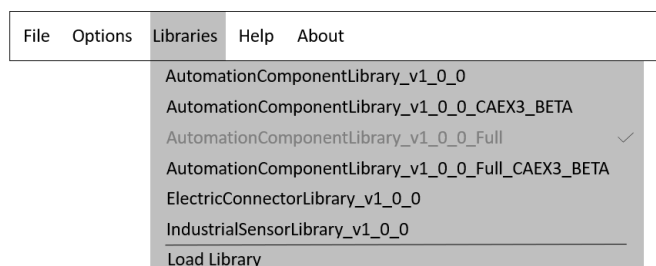 File Options Libraries Help About
AutomationComponentLibrary_v1_0_0
AutomationComponentLibrary_v1_0_0_CAEX3_BETA
AutomationComponentLibrary_v1_0_0_Full
AutomationComponentLibrary_v1_0_0_Full_CAEX3_BETA
ElectricConnectorLibrary_v1_0_0
IndustrialSensorLibrary_v1_0_0
Load Library